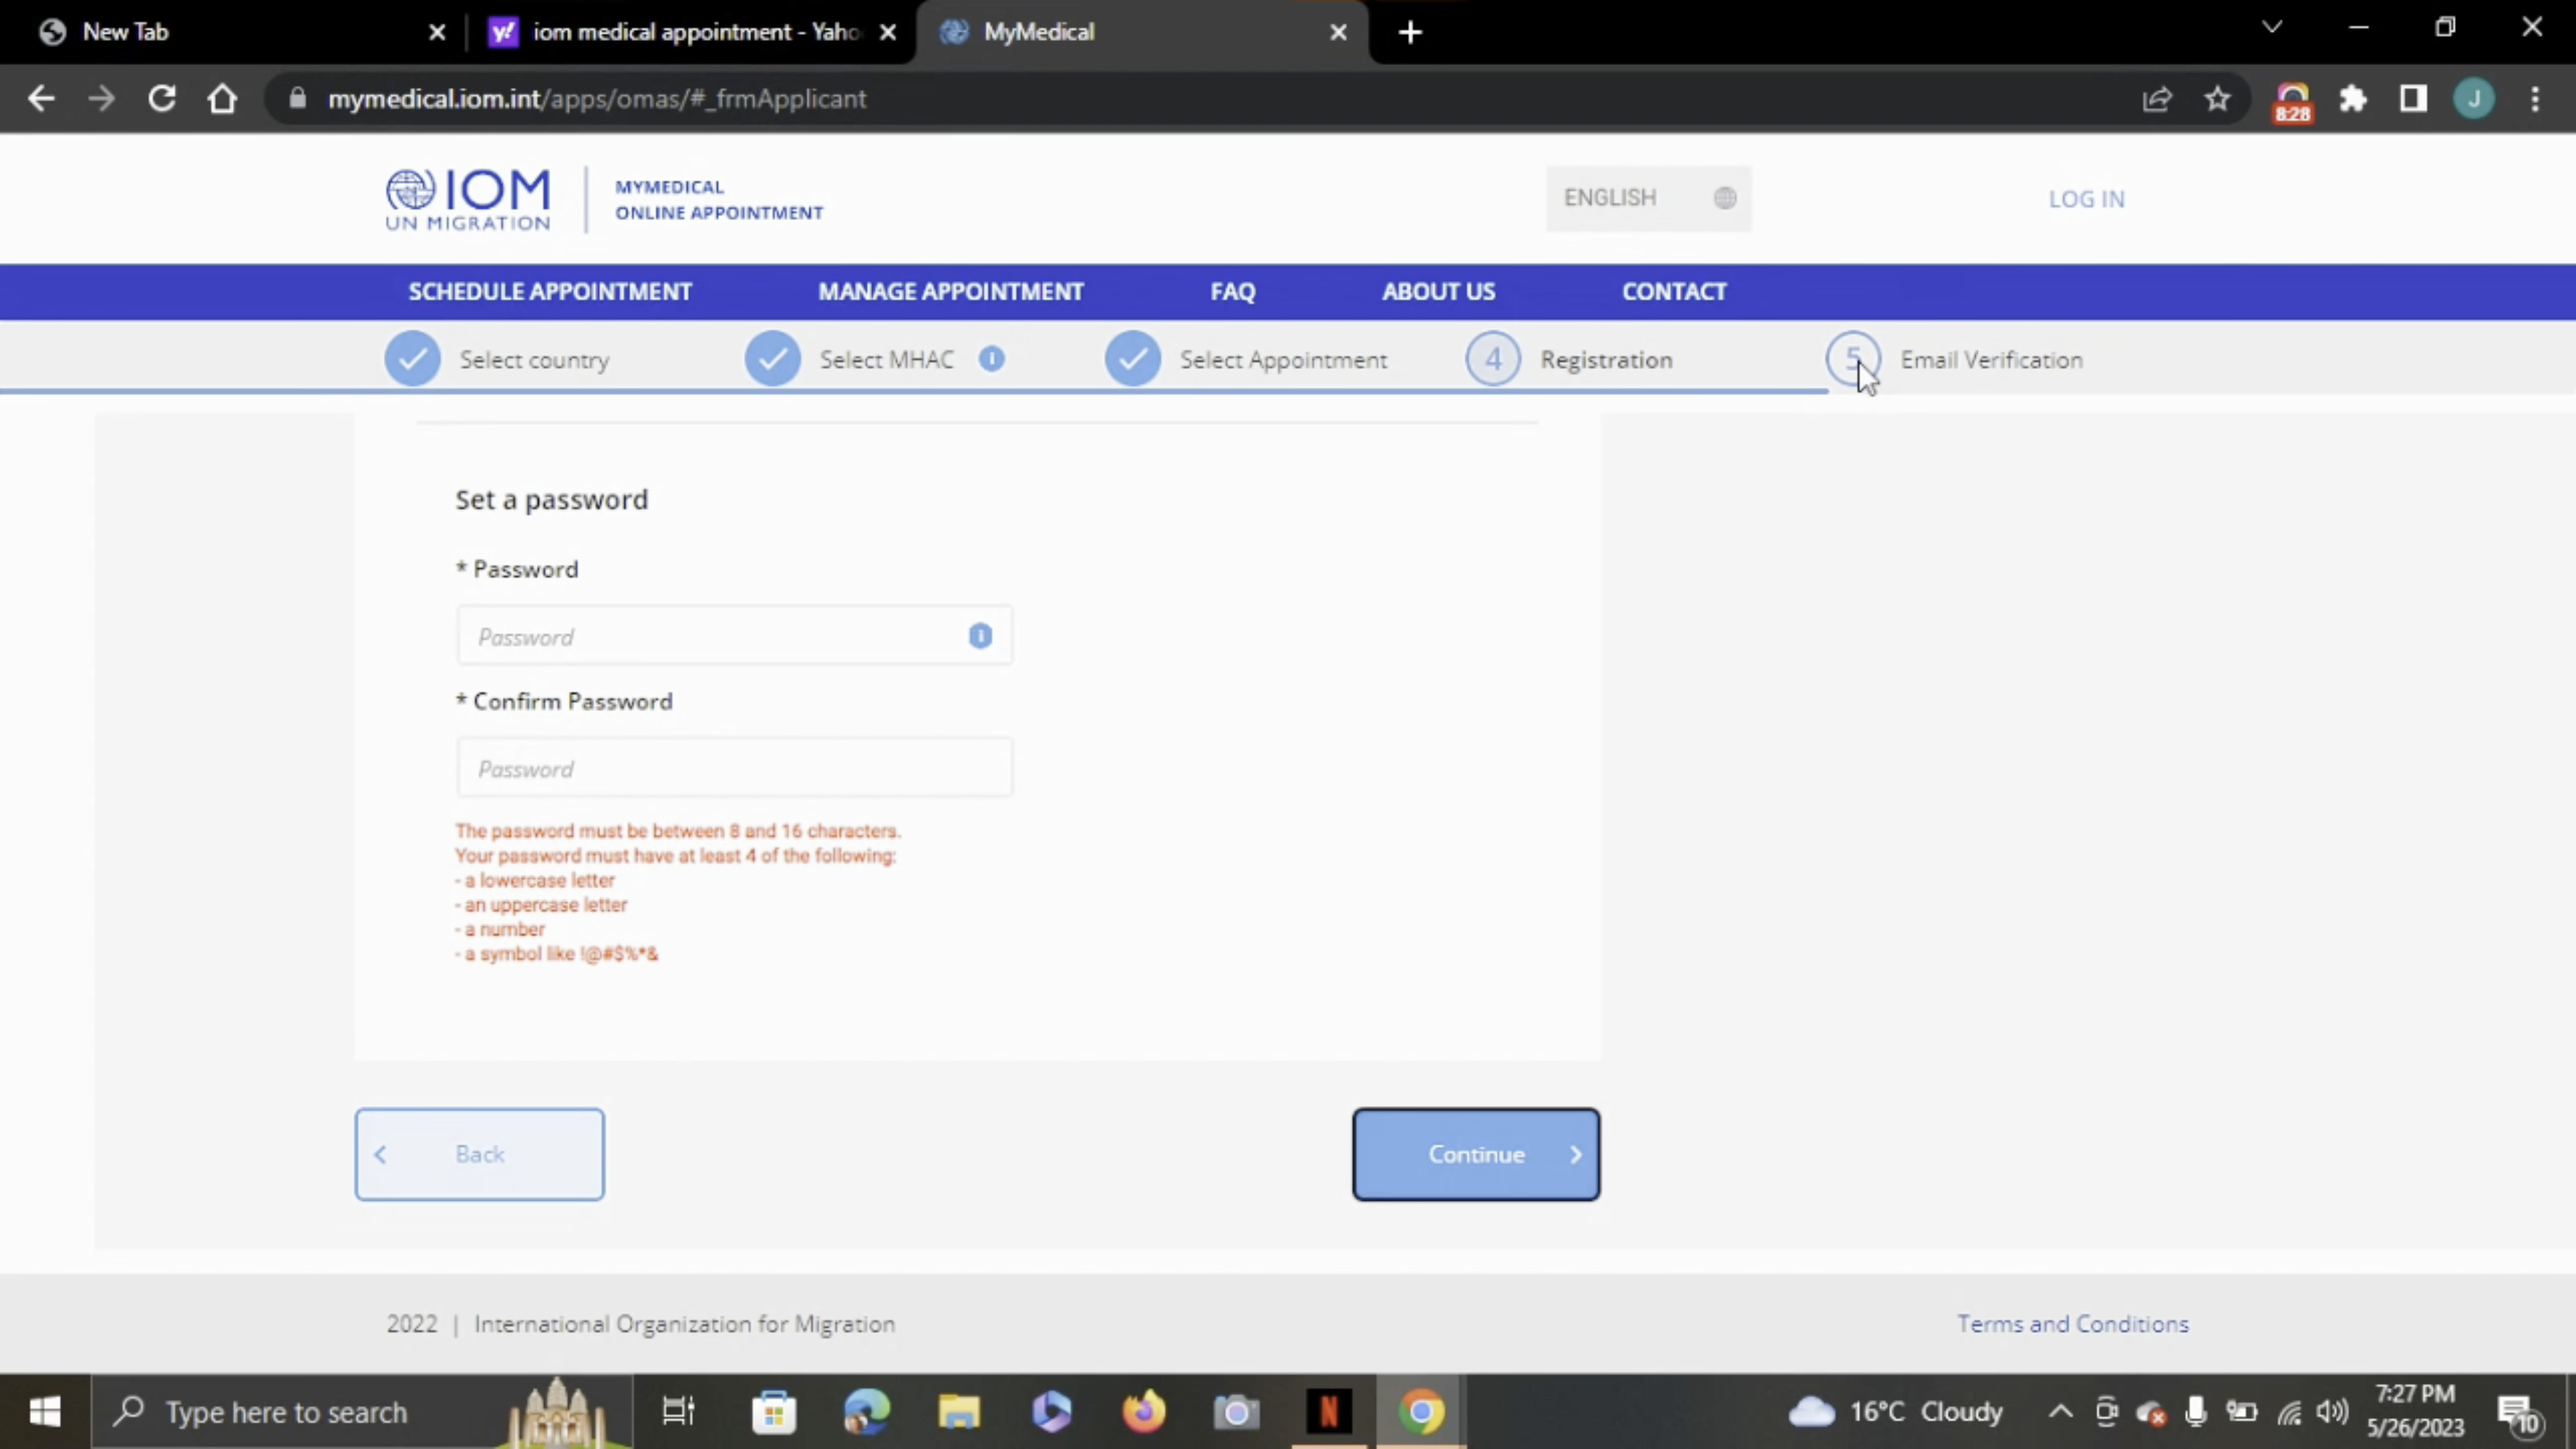 New Tab
iom medical appointment - Yaho
MyMedical
mymedical.iom.int/apps/omas/#_frmApplicant
8:28
J
IOM
UN MIGRATION
MYMEDICAL
ONLINE APPOINTMENT
ENGLISH
LOG IN
SCHEDULE APPOINTMENT
MANAGE APPOINTMENT
FAQ
ABOUT US
CONTACT
Select country
Select MHAC
i
Select Appointment
4
Registration
5
Email Verification
Set a password
* Password
Password
i
* Confirm Password
Password
The password must be between 8 and 16 characters.
Your password must have at least 4 of the following:
- a lowercase letter
- an uppercase letter
- a number
- a symbol like !@#$%*&
Back
Continue
2022 | International Organization for Migration
Terms and Conditions
Type here to search
N
16°C Cloudy
7:27 PM
5/26/2023
10